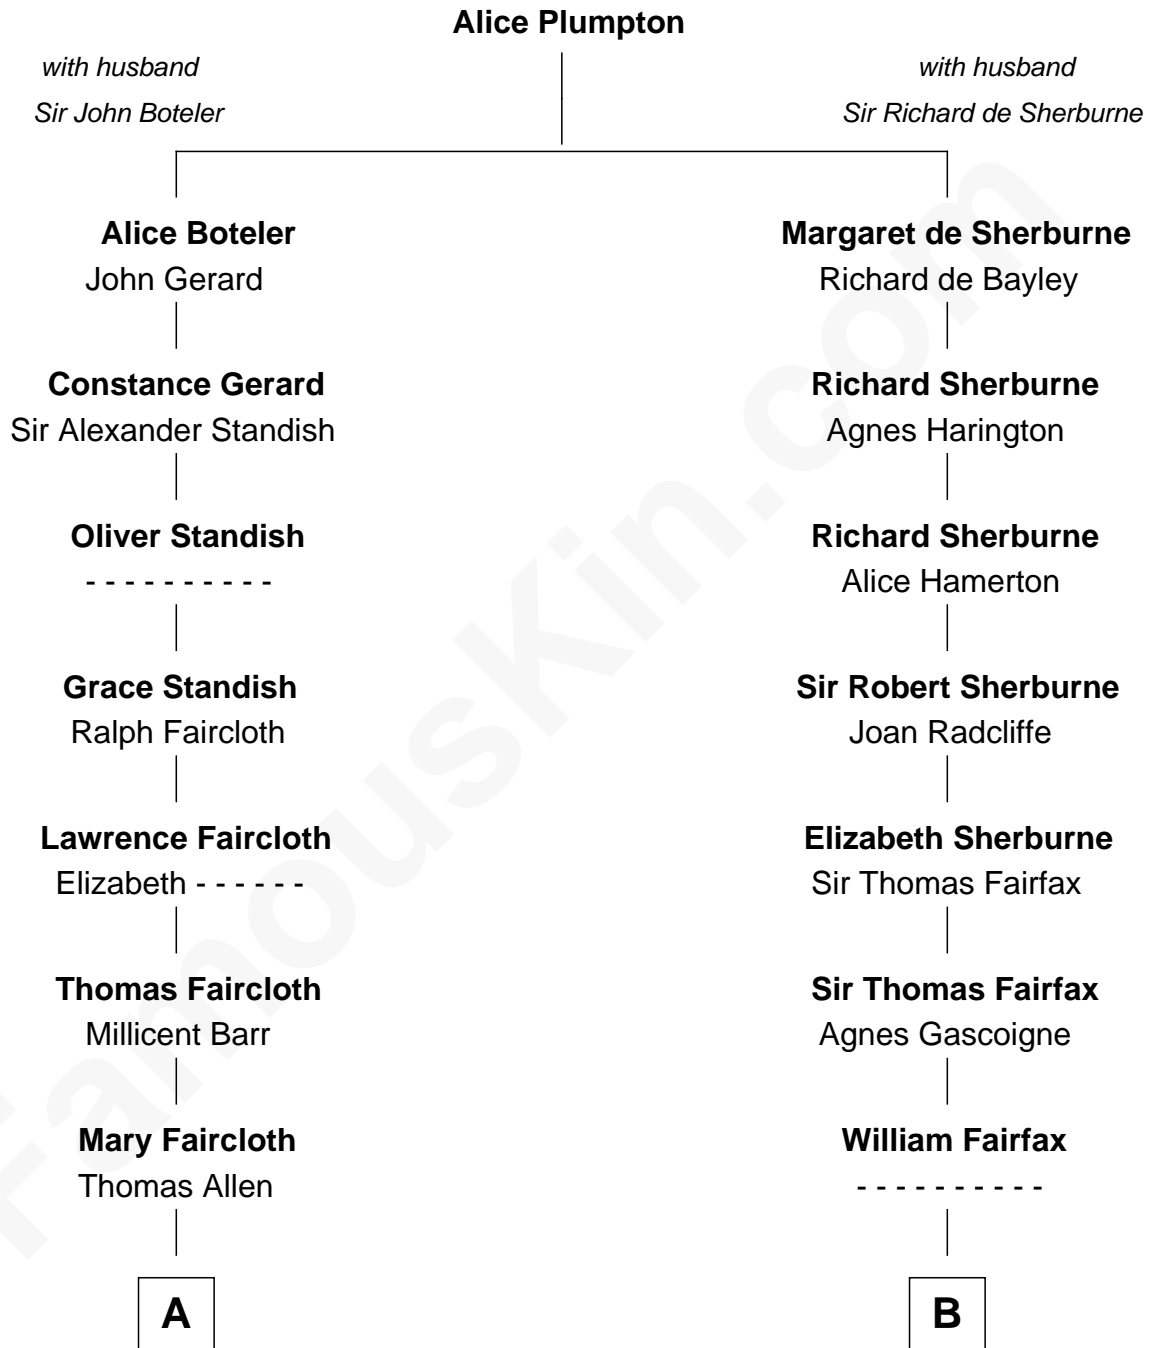 Alice Plumpton
with husband
Sir John Boteler
with husband
Sir Richard de Sherburne
Alice Boteler
John Gerard
Margaret de Sherburne
Richard de Bayley
Constance Gerard
Sir Alexander Standish
Richard Sherburne
Agnes Harington
Oliver Standish
- - - - - - - - - -
Richard Sherburne
Alice Hamerton
Grace Standish
Ralph Faircloth
Sir Robert Sherburne
Joan Radcliffe
Lawrence Faircloth
Elizabeth - - - - - -
Elizabeth Sherburne
Sir Thomas Fairfax
Thomas Faircloth
Millicent Barr
Sir Thomas Fairfax
Agnes Gascoigne
Mary Faircloth
Thomas Allen
William Fairfax
- - - - - - - - - -
A
B
FamousKin.com